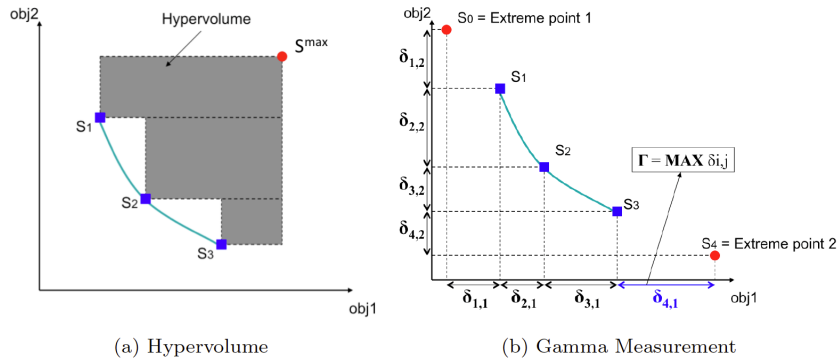 obj2
Hypervolume
Smax
S1
S2
S3
obj1
(a) Hypervolume
obj2
S0 = Extreme point 1
δ1,2
S1
δ2,2
S2
Γ = MAX δi,j
δ3,2
S3
δ4,2
S4 = Extreme point 2
obj1
δ1,1
δ2,1
δ3,1
δ4,1
(b) Gamma Measurement